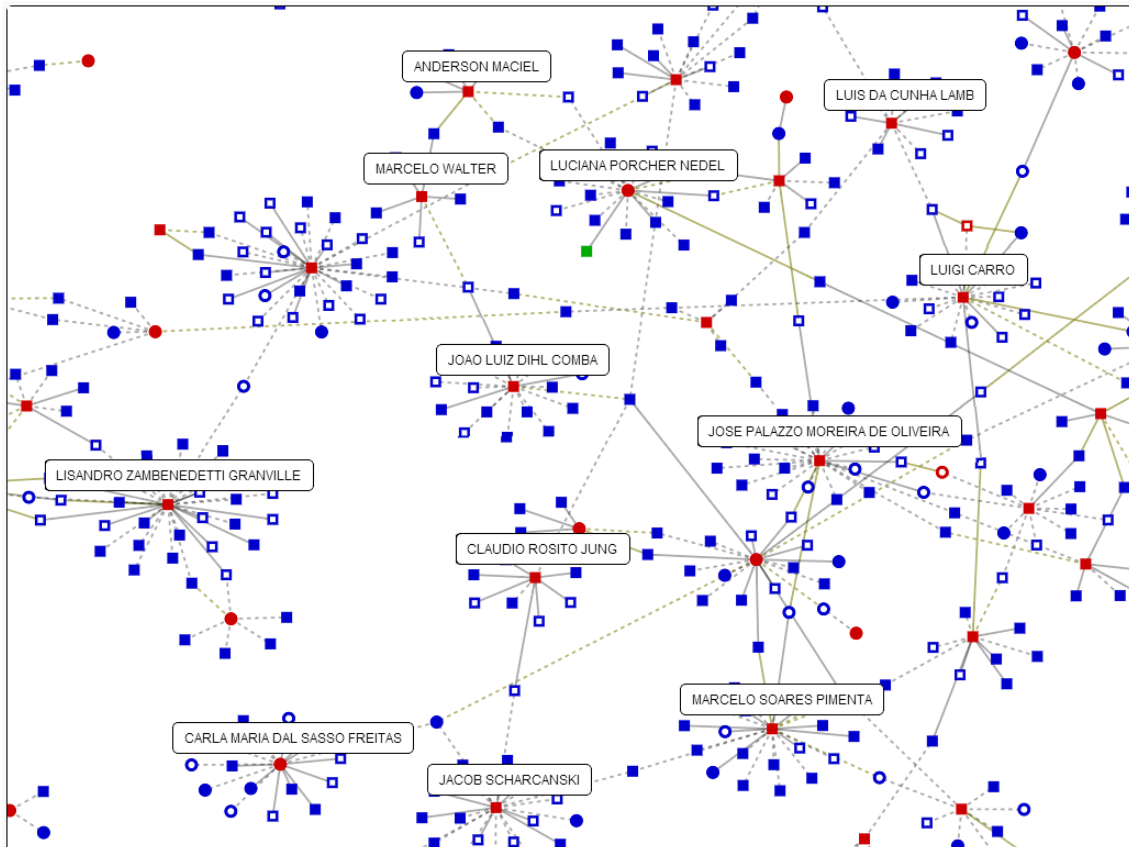 ANDERSON MACIEL
LUIS DA CUNHA LAMB
MARCELO WALTER
LUCIANA PORCHER NEDEL
LUIGI CARRO
JOAO LUIZ DIHL COMBA
JOSE PALAZZO MOREIRA DE OLIVEIRA
LISANDRO ZAMBENEDETTI GRANVILLE
CLAUDIO ROSITO JUNG
MARCELO SOARES PIMENTA
CARLA MARIA DAL SASSO FREITAS
JACOB SCHARCANSKI